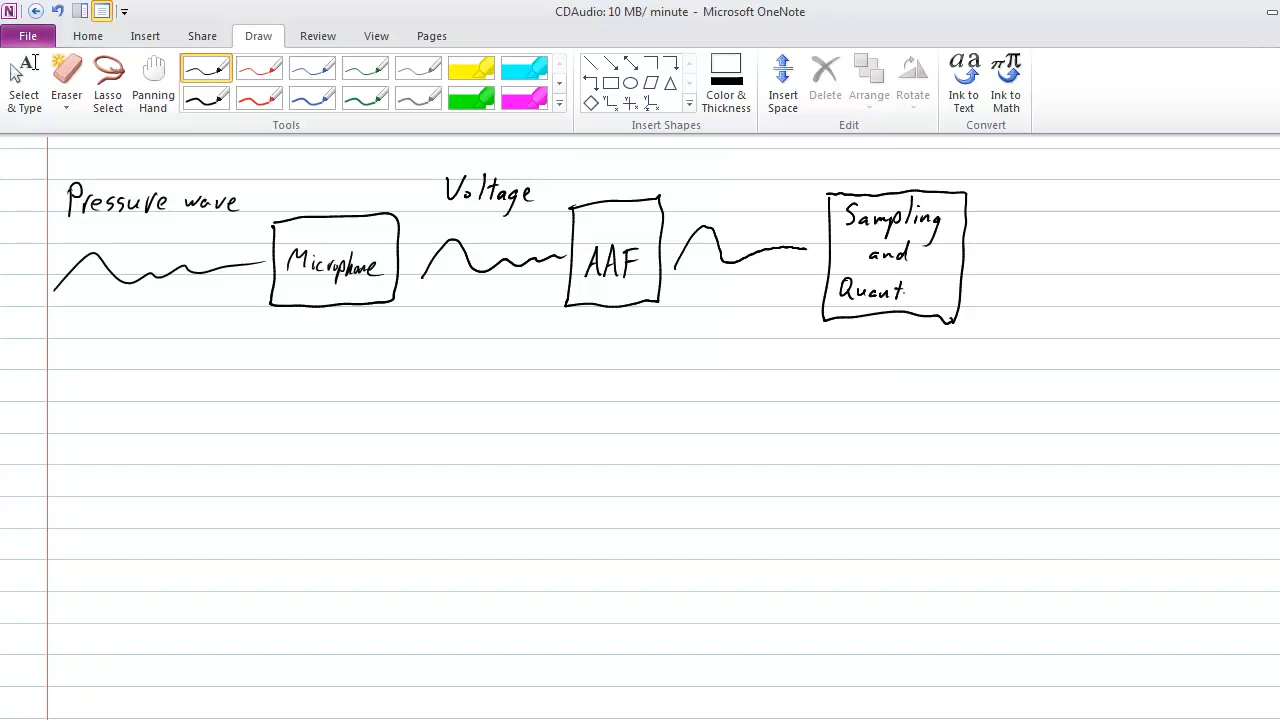 CDAudio: 10 MB/ minute - Microsoft OneNote
File Home Insert Share Draw Review View Pages
Select & Type
Eraser
Lasso Select
Panning Hand
Color & Thickness
Insert Space
Delete
Arrange
Rotate
Ink to Text
Ink to Math
Tools Insert Shapes Edit Convert
Pressure wave
Voltage
Microphone
AAF
Sampling
and
Quant.